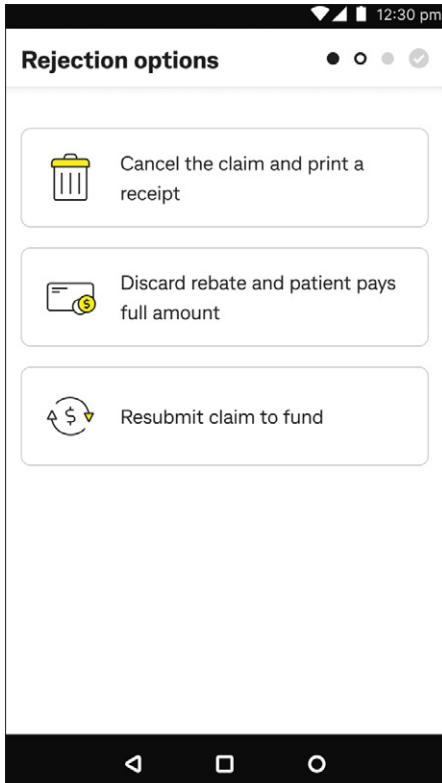 12:30 pm
Rejection options
Cancel the claim and print a
receipt
$
Discard rebate and patient pays
full amount
$
Resubmit claim to fund